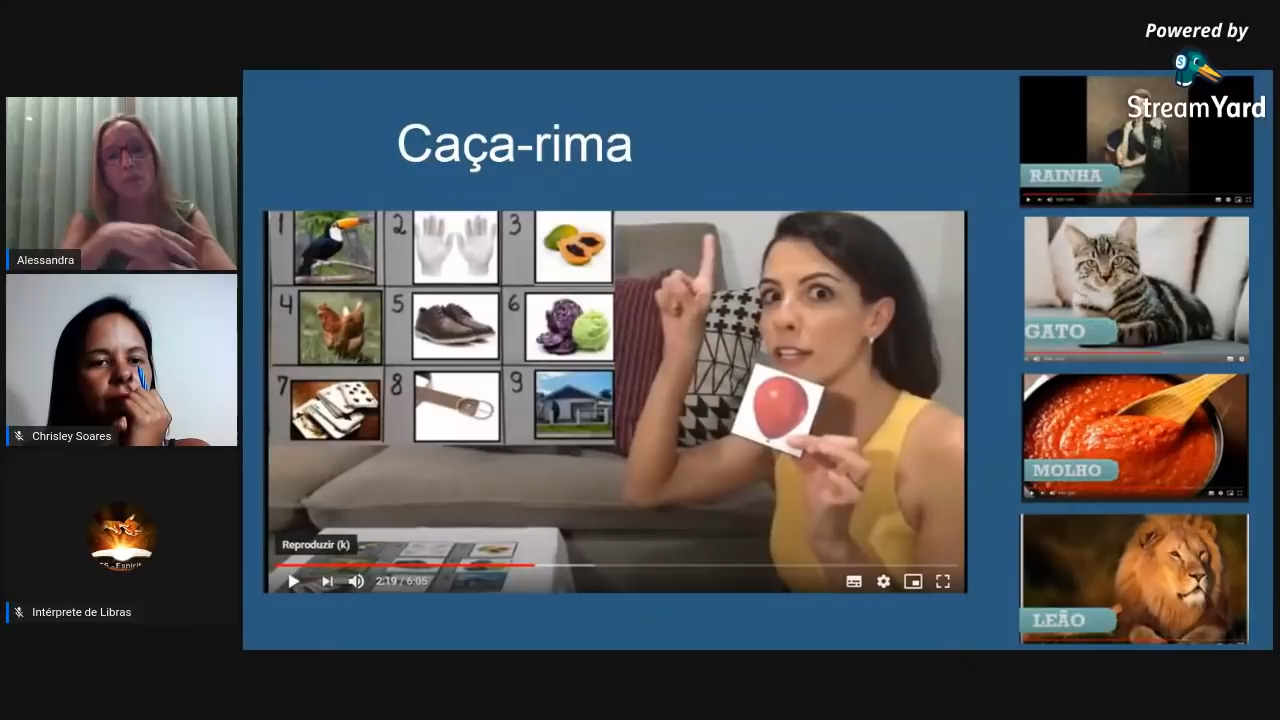 Powered by
StreamYard
Alessandra
Chrisley Soares
Intérprete de Libras
Caça-rima
1
2
3
4
5
6
7
8
9
Reproduzir (k)
2:19 / 6:05
RAINHA
GATO
MOLHO
LEÃO